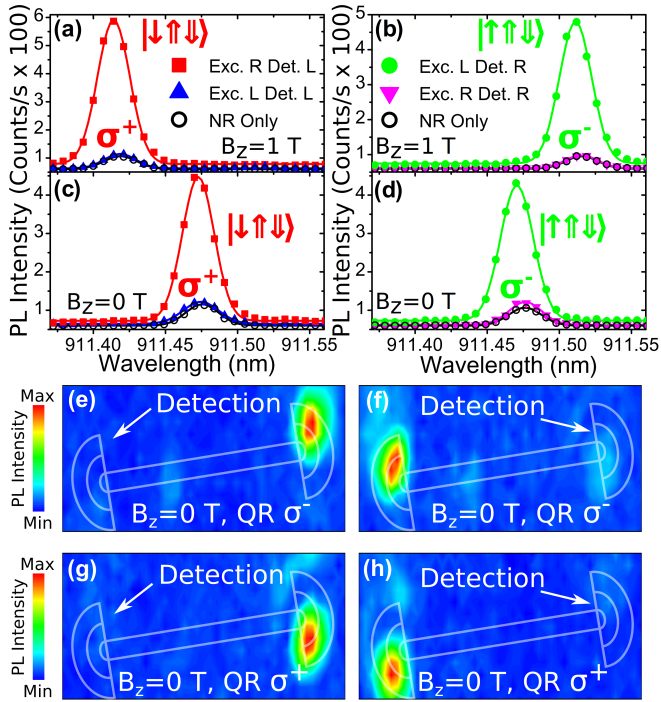 PL Intensity (Counts/s x 100)
6
5
4
3
2
1
(a)
|↓⇑⇓⟩
Exc. R Det. L
Exc. L Det. L
NR Only
σ+
Bz=1 T
(b)
|↑⇑⇓⟩
Exc. L Det. R
Exc. R Det. R
NR Only
σ-
Bz=1 T
5
4
3
2
1
PL Intensity (Counts/s x 100)
4
3
2
1
(c)
|↓⇑⇓⟩
σ+
Bz=0 T
911.40 911.45 911.50
Wavelength (nm)
(d)
|↑⇑⇓⟩
σ-
Bz=0 T
4
3
2
1
911.40 911.45 911.50 911.55
Wavelength (nm)
Max
PL Intensity
Min
(e)
Detection
Bz=0 T, QR σ-
(f)
Detection
Bz=0 T, QR σ-
Max
PL Intensity
Min
(g)
Detection
Bz=0 T, QR σ+
(h)
Detection
Bz=0 T, QR σ+